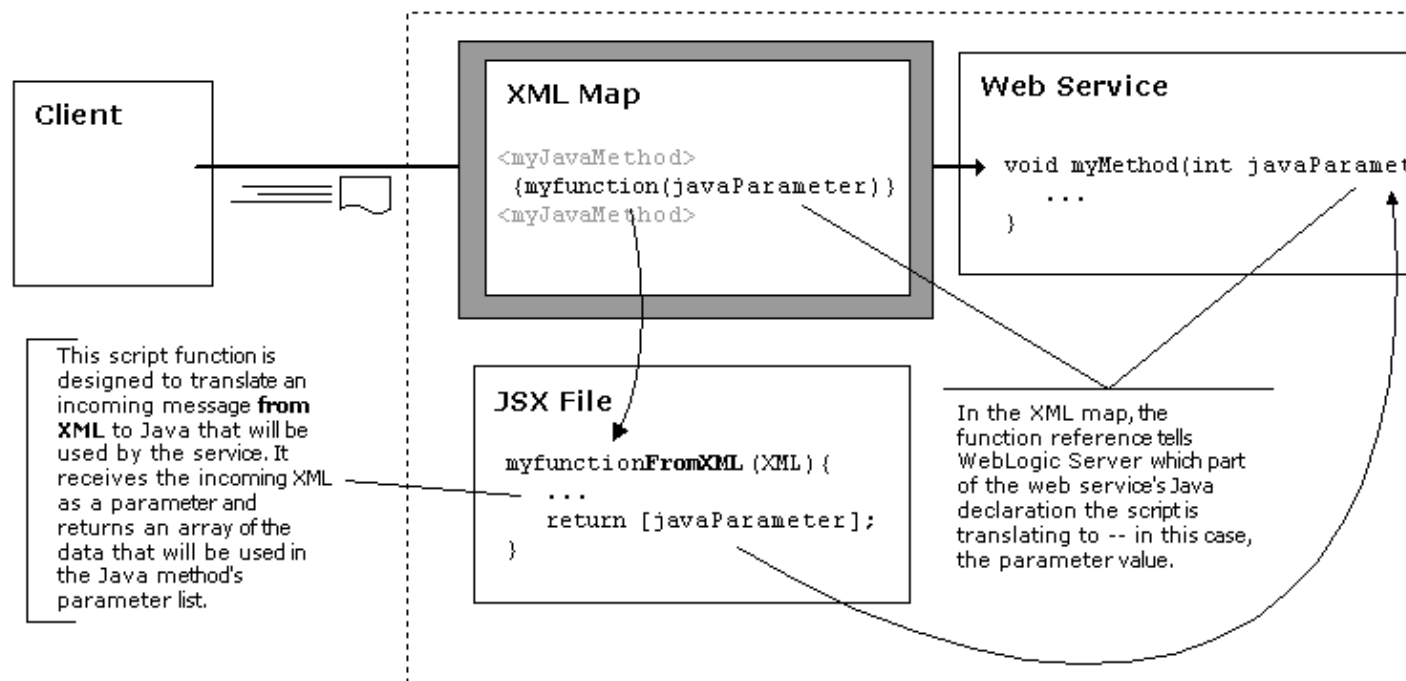 Client
XML Map
<myJavaMethod>
{myfunction(javaParameter)}
<myJavaMethod>
Web Service
void myMethod(int javaParamet
...
}
This script function is
designed to translate an
incoming message from
XML to Java that will be
used by the service. It
receives the incoming XML
as a parameter and
returns an array of the
data that will be used in
the Java method's
parameter list.
JSX File
myfunctionFromXML (XML) {
...
return [javaParameter];
}
In the XML map, the
function reference tells
WebLogic Server which part
of the web service's Java
declaration the script is
translating to -- in this case,
the parameter value.